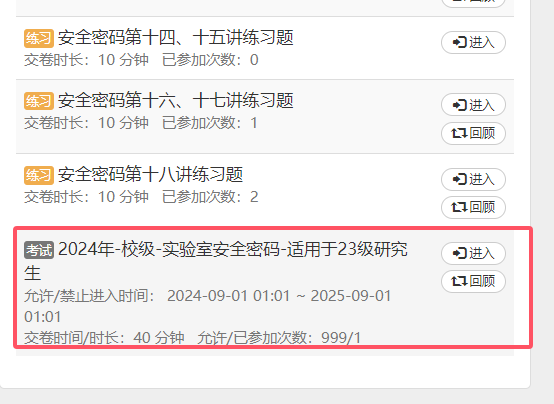 回顾
练习 安全密码第十四、十五讲练习题
进入
交卷时长：10 分钟 已参加次数：0
练习 安全密码第十六、十七讲练习题
进入
交卷时长：10 分钟 已参加次数：1
回顾
练习 安全密码第十八讲练习题
进入
交卷时长：10 分钟 已参加次数：2
回顾
考试 2024年-校级-实验室安全密码-适用于23级研究
生
进入
回顾
允许/禁止进入时间： 2024-09-01 01:01 ~ 2025-09-01
01:01
交卷时间/时长：40 分钟 允许/已参加次数：999/1